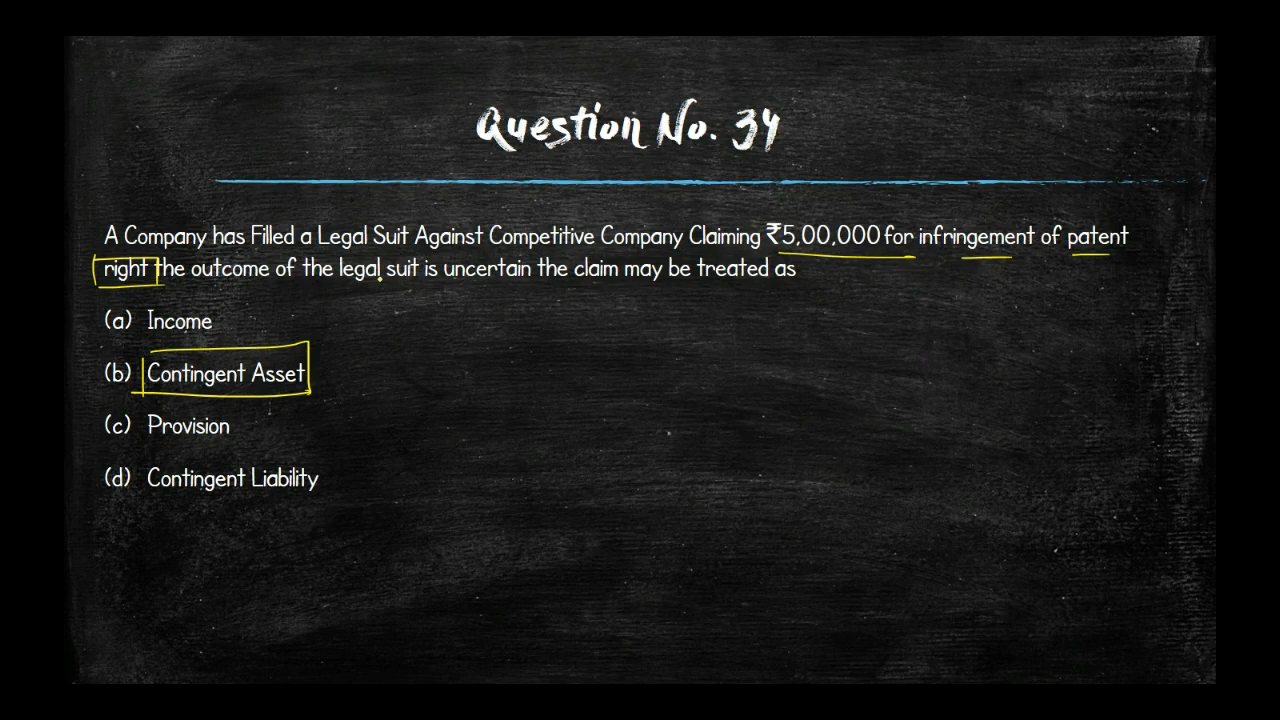 Question No. 34
A Company has Filled a Legal Suit Against Competitive Company Claiming ₹5,00,000 for infringement of patent
right the outcome of the legal suit is uncertain the claim may be treated as
(a) Income
(b) Contingent Asset
(c) Provision
(d) Contingent Liability